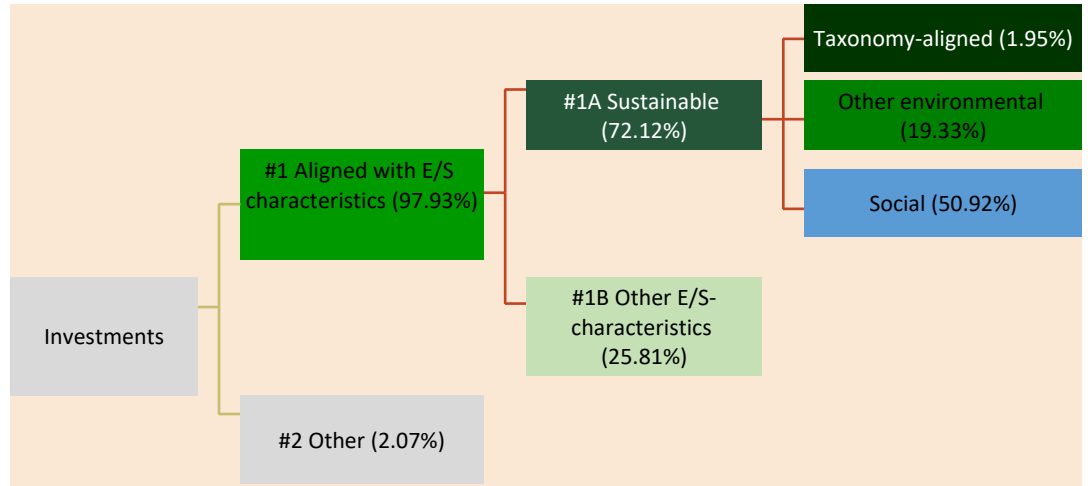 Investments
#1 Aligned with E/S
characteristics (97.93%)
#2 Other (2.07%)
#1A Sustainable
(72.12%)
#1B Other E/S-
characteristics
(25.81%)
Taxonomy-aligned (1.95%)
Other environmental
(19.33%)
Social (50.92%)